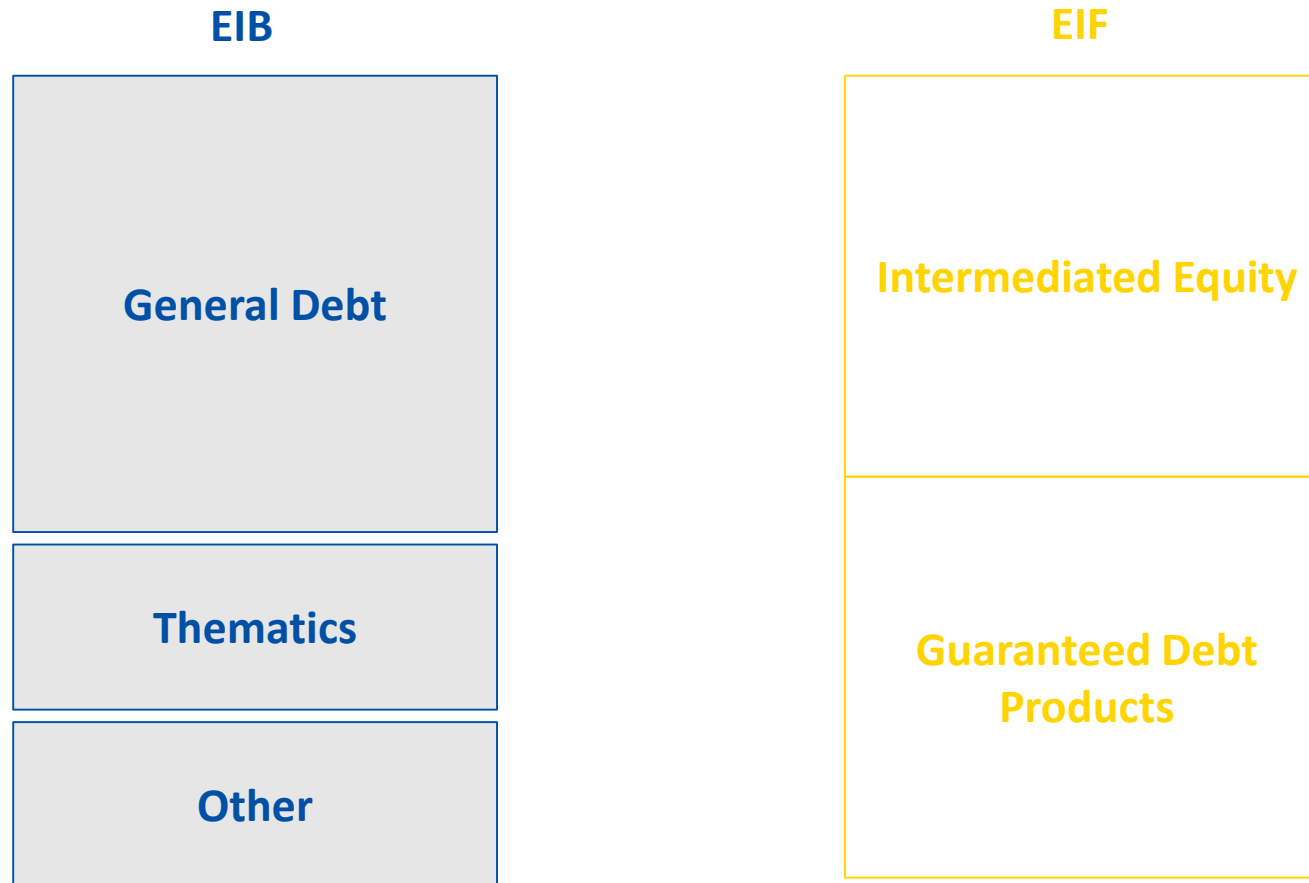 EIB
General Debt
Thematics
Other
EIF
Intermediated Equity
Guaranteed Debt
Products